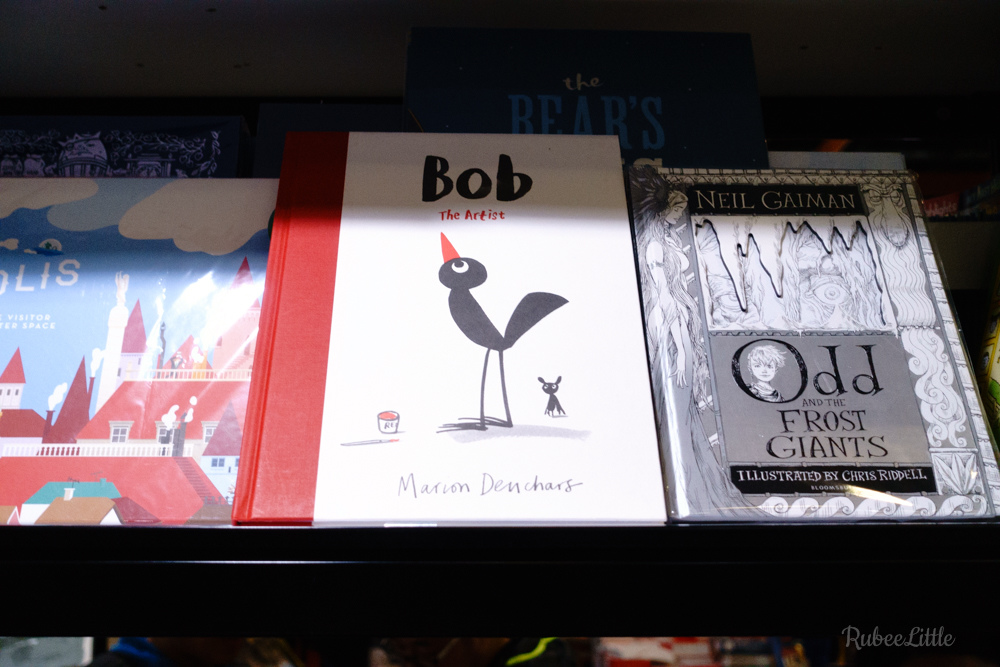 the
BEAR'S
Bob
The Artist
RED
Marion Deuchars
OLIS
VISITOR
TER SPACE
NEIL GAIMAN
Odd
AND THE
FROST
GIANTS
ILLUSTRATED BY CHRIS RIDDELL
BLOOMSBURY
RubeeLittle